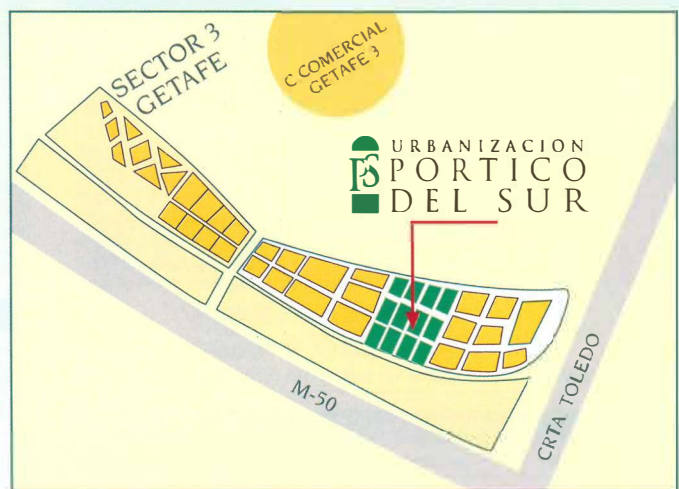 SECTOR 3
GETAFE
C COMERCIAL
GETAFE 3
PS
URBANIZACION
PORTICO
DEL SUR
M-50
CRTA TOLEDO